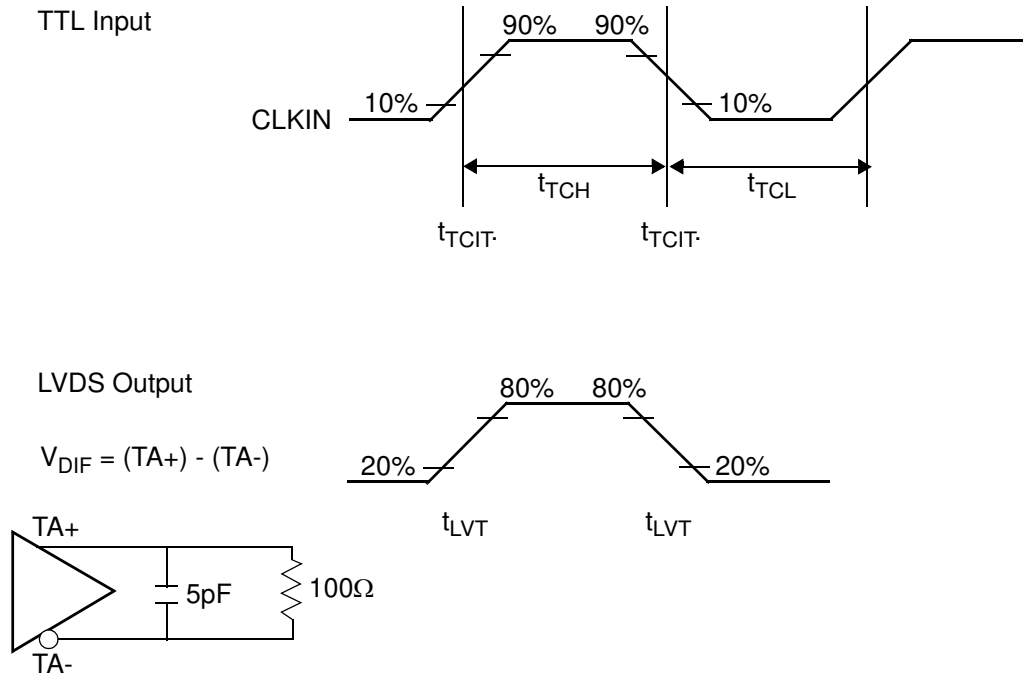 TTL Input
90% 90%
10% 10%
CLKIN
tTCH tTCL
tTCIT. tTCIT.
LVDS Output
80% 80%
VDIF = (TA+) - (TA-)
20% 20%
tLVT tLVT
TA+
5pF 100Ω
TA-